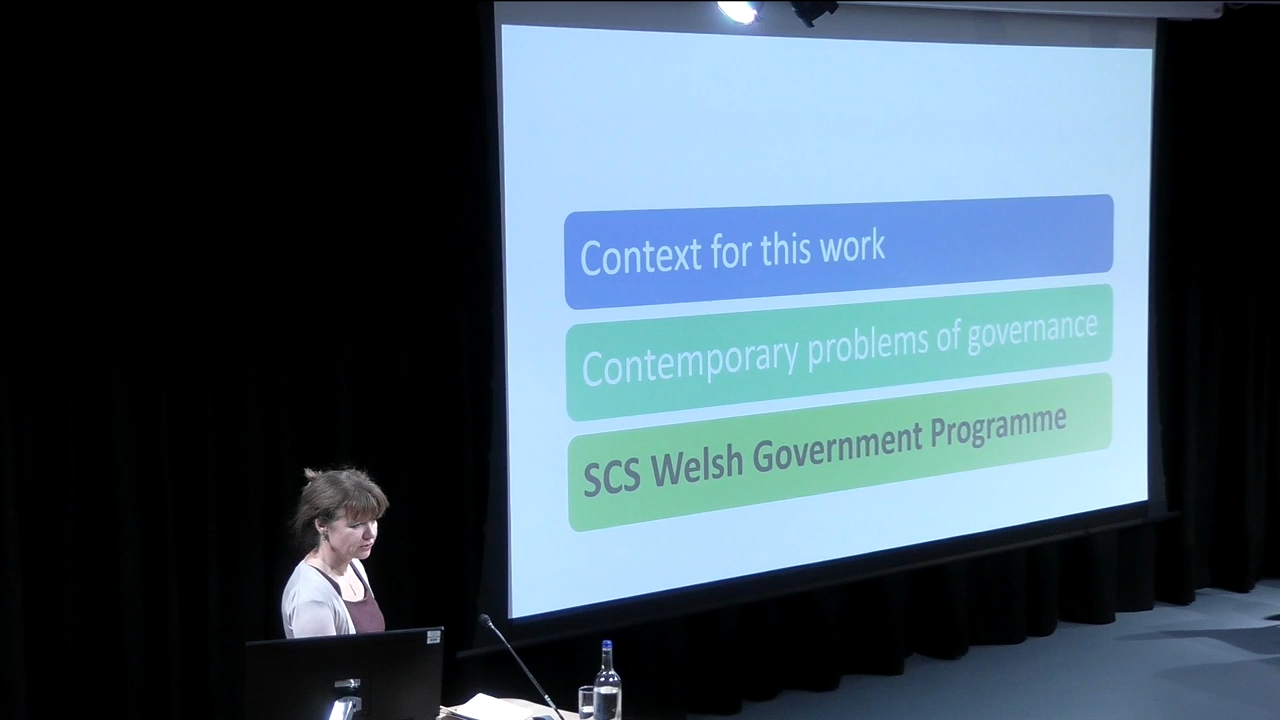 Context for this work
Contemporary problems of governance
SCS Welsh Government Programme